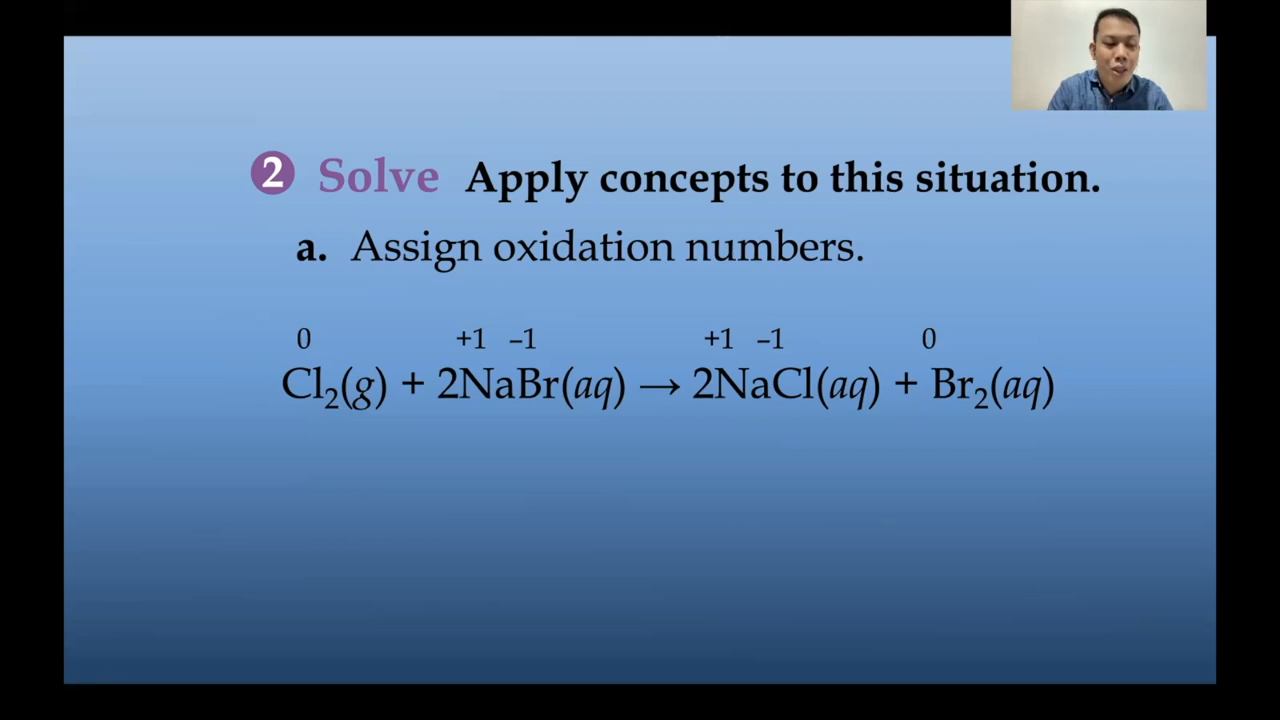 2 Solve Apply concepts to this situation.
a. Assign oxidation numbers.
0 +1 –1 +1 –1 0
Cl₂(g) + 2NaBr(aq) → 2NaCl(aq) + Br₂(aq)